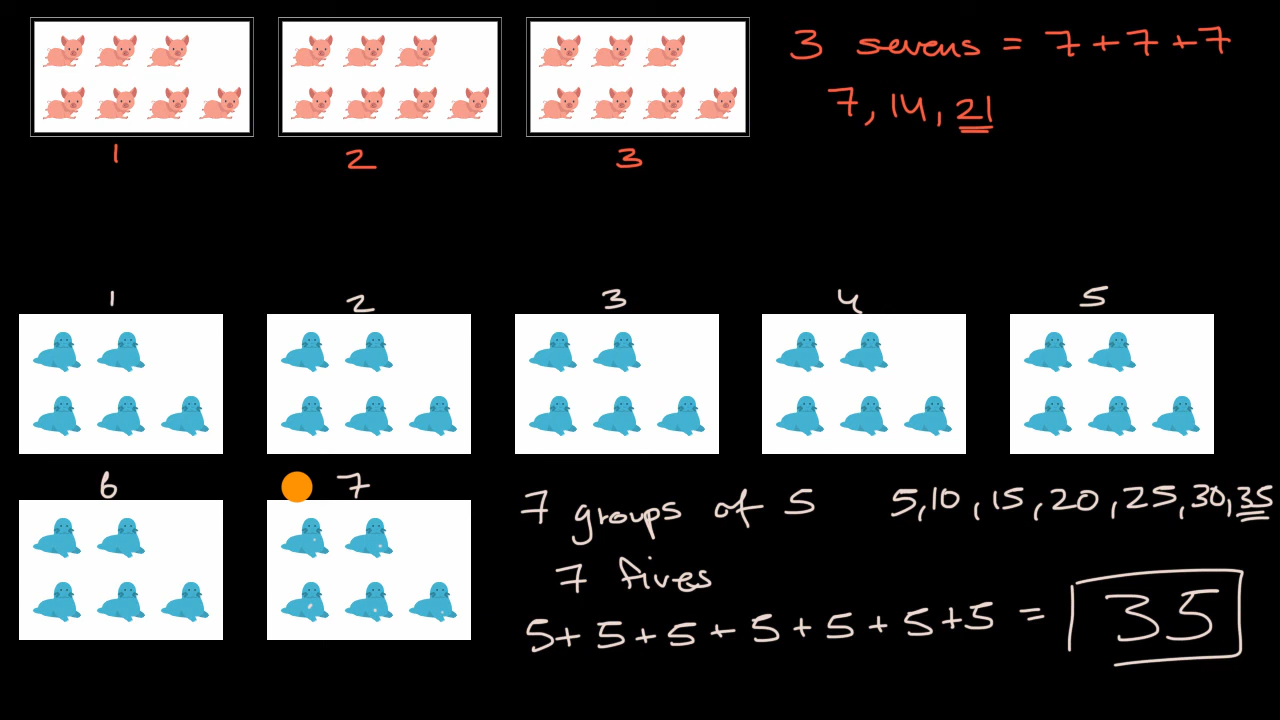 3 sevens = 7+7+7
7, 14, 21
1 2 3
1 2 3 4 5
6 7
7 groups of 5
5,10,15,20,25,30,35
7 fives
5+5+5+5+5+5+5 = 35